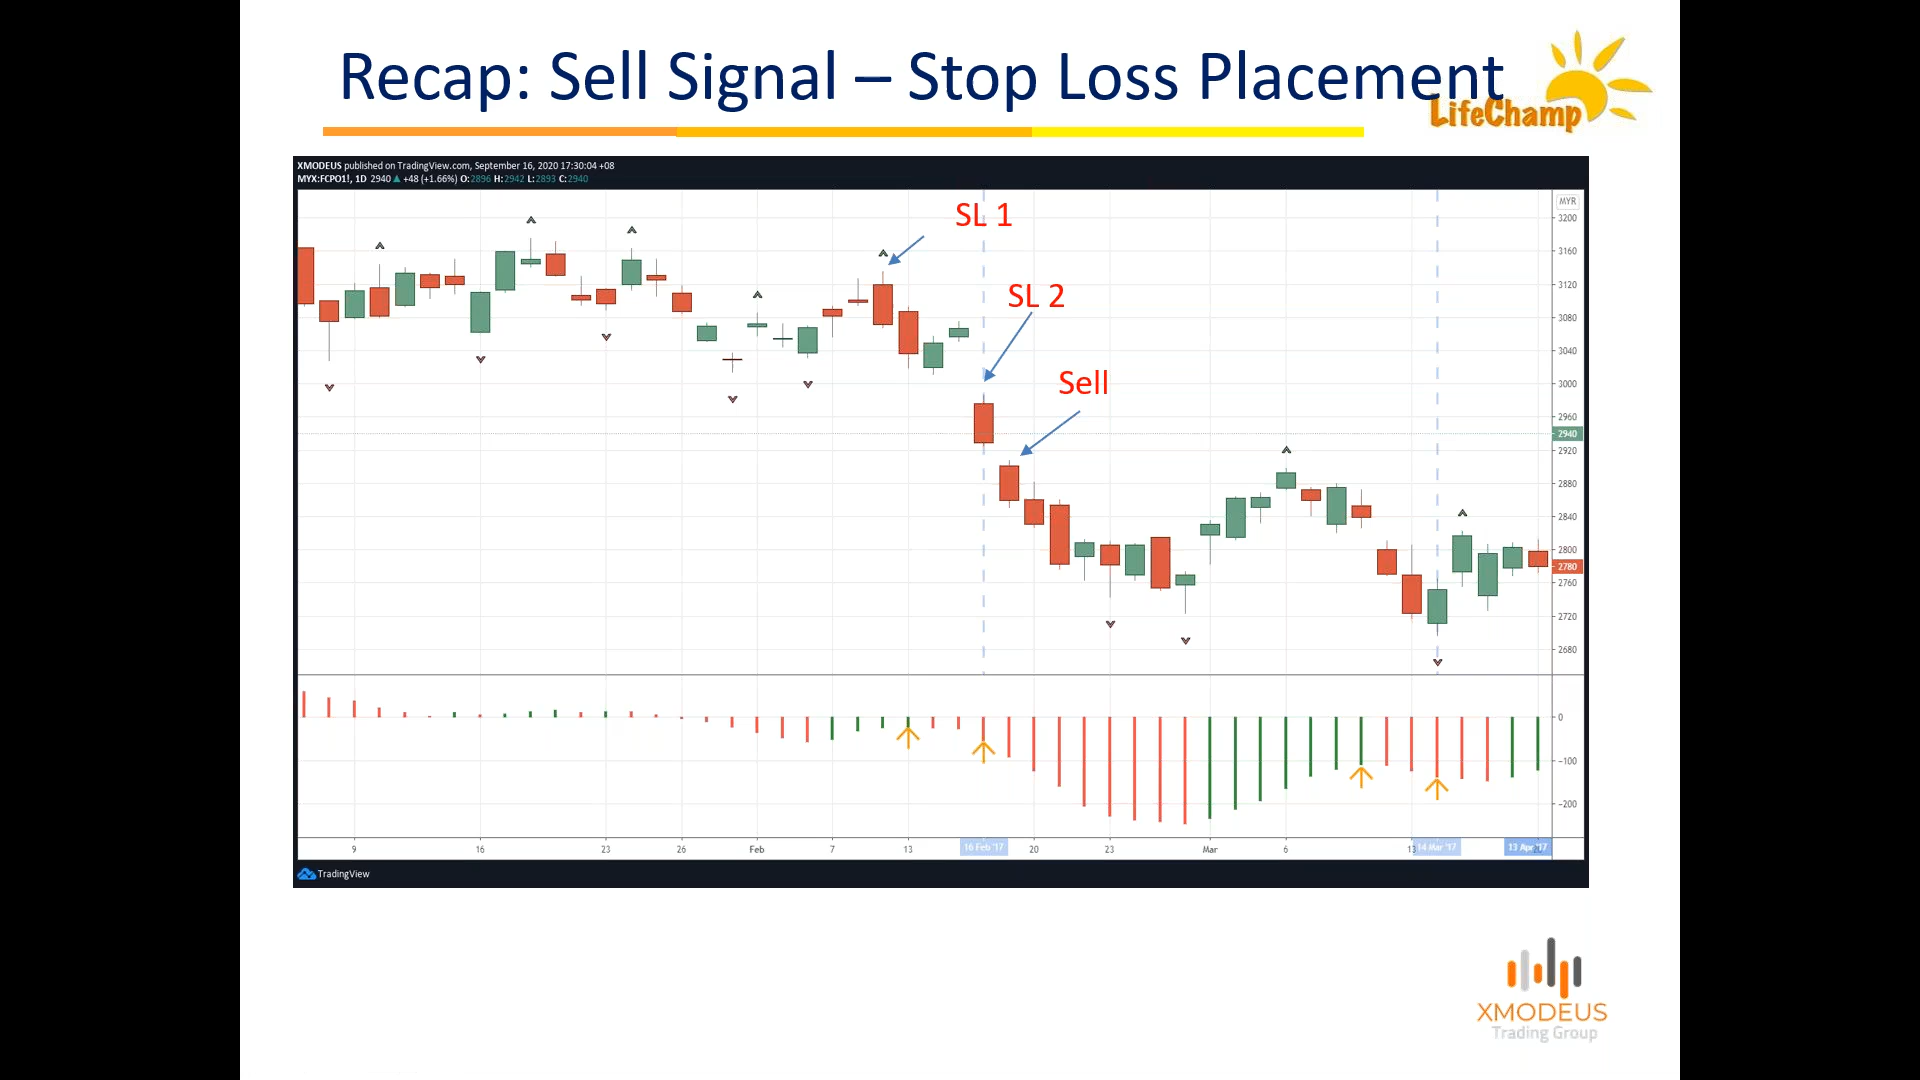 Recap: Sell Signal – Stop Loss Placement
LifeChamp
XMODEUS published on TradingView.com, September 16, 2020 17:30:04 +08
MYX:FCPO1!, 1D 2940 ▲ +48 (+1.66%) O:2896 H:2942 L:2893 C:2940
MYR
SL 1
SL 2
Sell
3200
3160
3120
3080
3040
3000
2960
2940
2920
2880
2840
2800
2780
2760
2720
2680
0
−100
−200
9 16 23 26 Feb 7 13 16 Feb '17 20 23 Mar 6 13 14 Mar '17 13 Apr '17
TradingView
XMODEUS
Trading Group